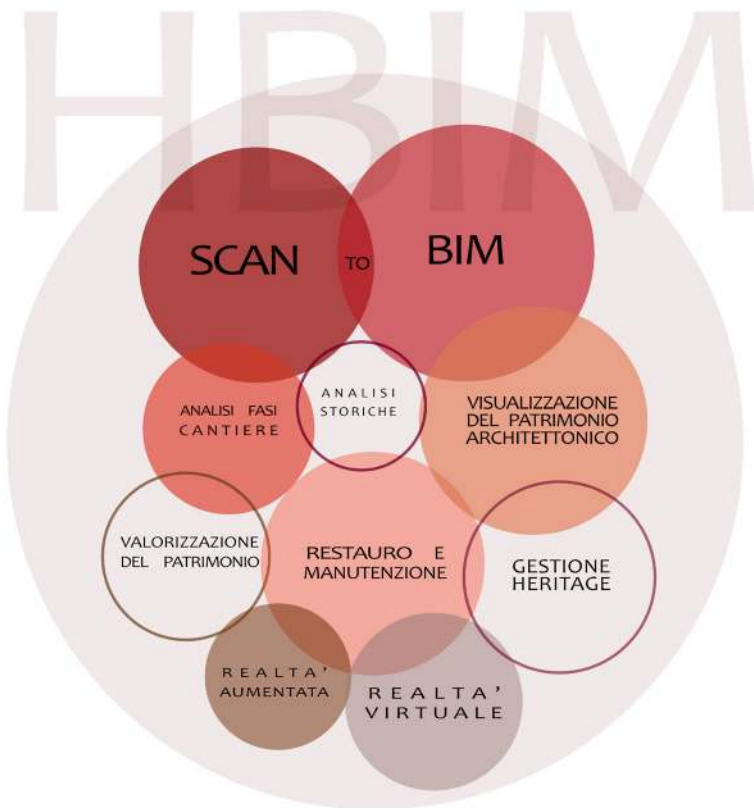 HBIM
SCAN TO BIM
ANALISI FASI
CANTIERE
ANALISI
STORICHE
VISUALIZZAZIONE
DEL PATRIMONIO
ARCHITETTONICO
VALORIZZAZIONE
DEL PATRIMONIO
RESTAURO E
MANUTENZIONE
GESTIONE
HERITAGE
REALTA'
AUMENTATA
REALTA'
VIRTUALE